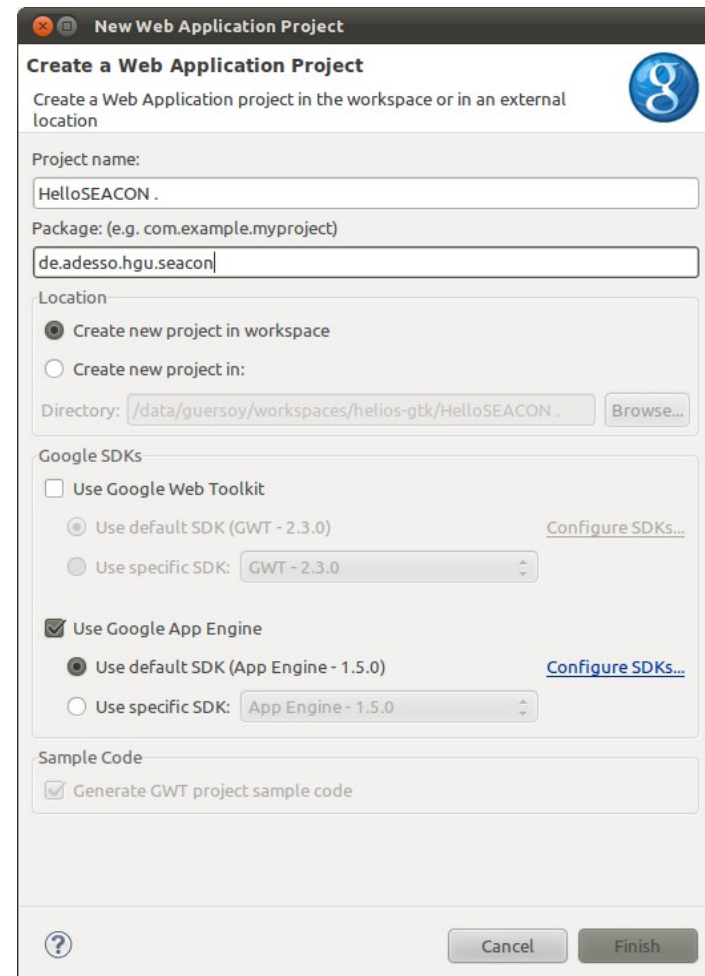 New Web Application Project
Create a Web Application Project
Create a Web Application project in the workspace or in an external
location
Project name:
HelloSEACON .
Package: (e.g. com.example.myproject)
de.adesso.hgu.seacon
Location
Create new project in workspace
Create new project in:
Directory: /data/guersoy/workspaces/helios-gtk/HelloSEACON . Browse...
Google SDKs
Use Google Web Toolkit
Use default SDK (GWT - 2.3.0) Configure SDKs...
Use specific SDK: GWT - 2.3.0
Use Google App Engine
Use default SDK (App Engine - 1.5.0) Configure SDKs...
Use specific SDK: App Engine - 1.5.0
Sample Code
Generate GWT project sample code
? Cancel Finish